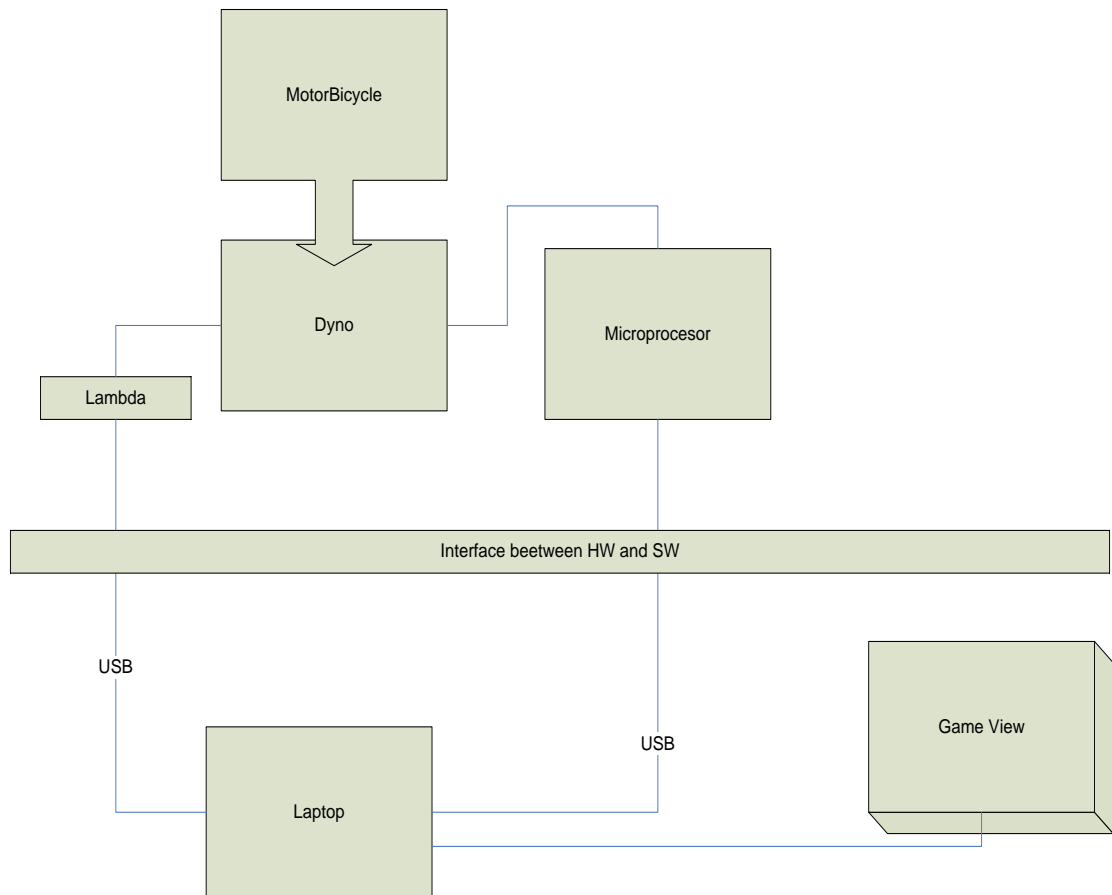 MotorBicycle
Dyno
Microprocesor
Lambda
Interface beetween HW and SW
USB
USB
Game View
Laptop